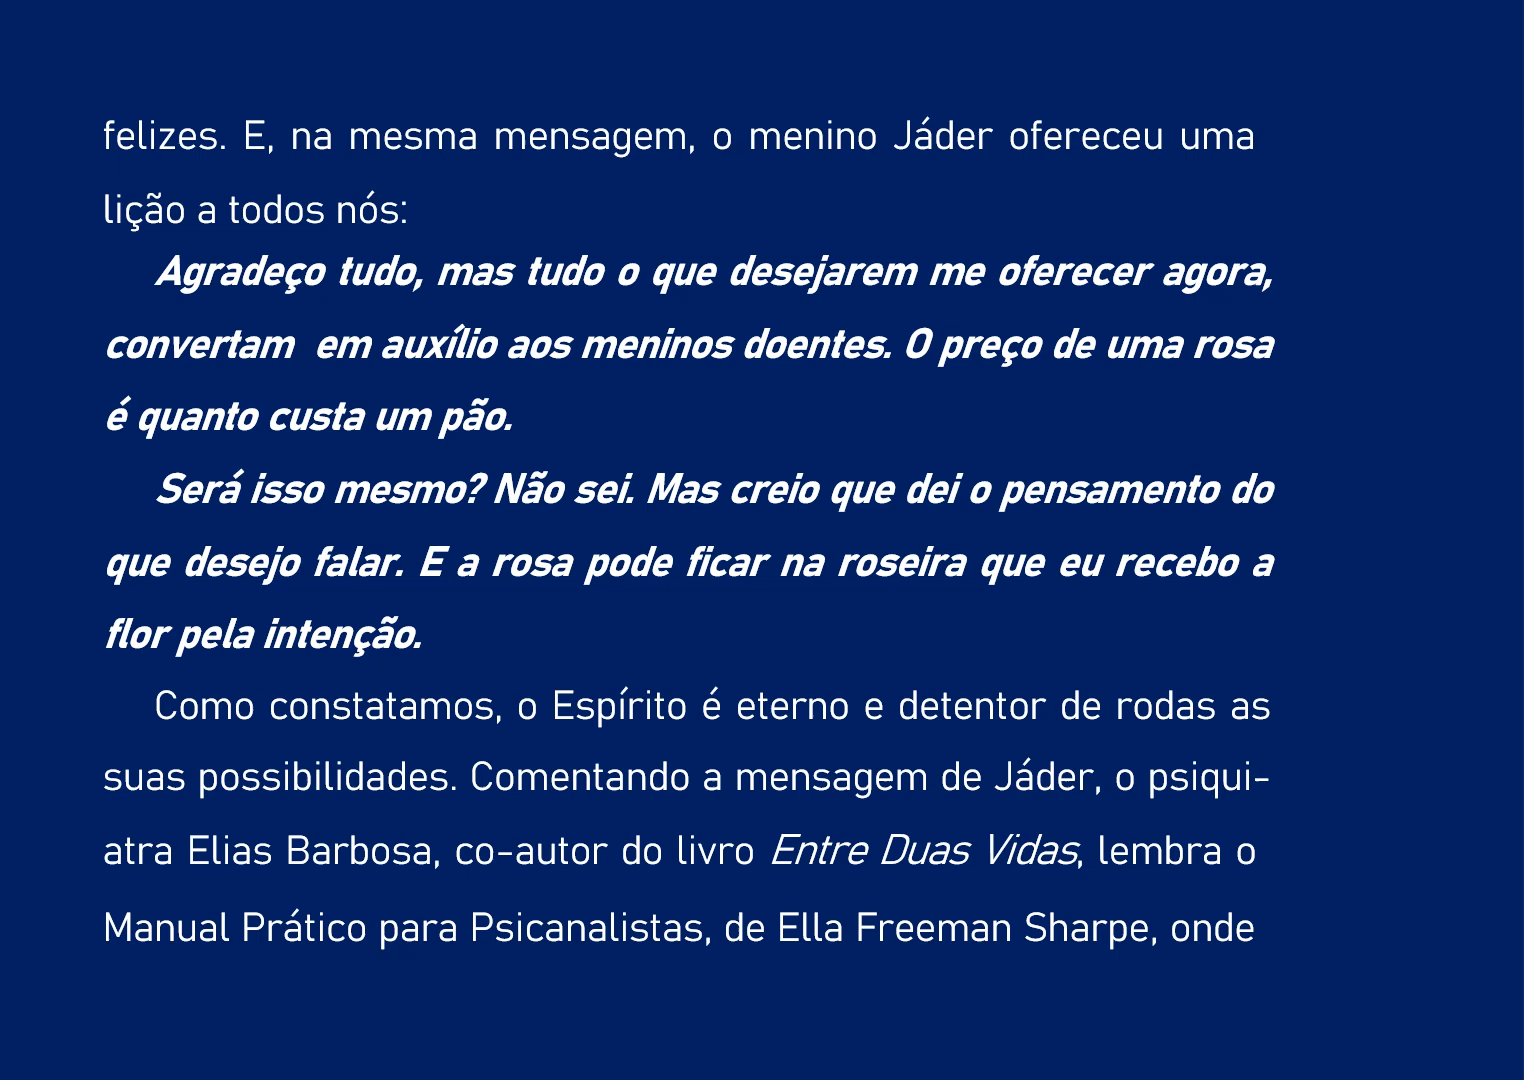 felizes. E, na mesma mensagem, o menino Jáder ofereceu uma
lição a todos nós:
Agradeço tudo, mas tudo o que desejarem me oferecer agora,
convertam em auxílio aos meninos doentes. O preço de uma rosa
é quanto custa um pão.
Será isso mesmo? Não sei. Mas creio que dei o pensamento do
que desejo falar. E a rosa pode ficar na roseira que eu recebo a
flor pela intenção.
Como constatamos, o Espírito é eterno e detentor de rodas as
suas possibilidades. Comentando a mensagem de Jáder, o psiqui-
atra Elias Barbosa, co-autor do livro Entre Duas Vidas, lembra o
Manual Prático para Psicanalistas, de Ella Freeman Sharpe, onde